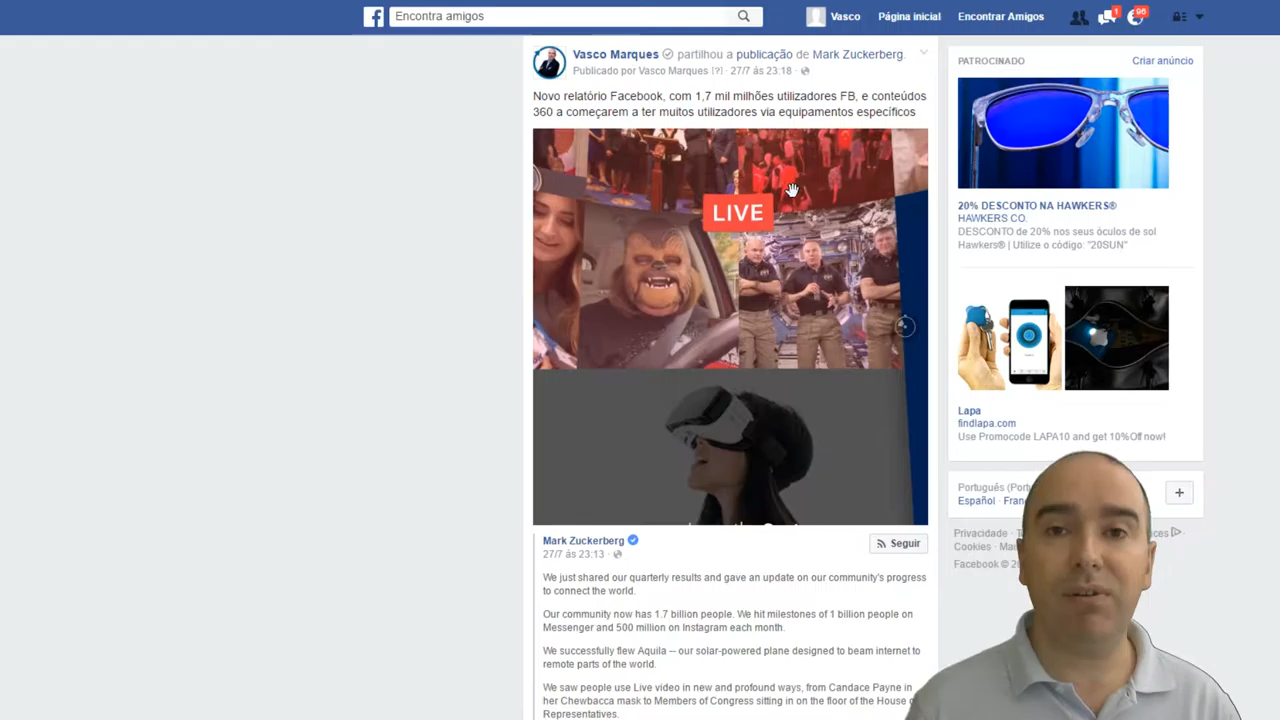 Encontra amigos
Vasco
Página inicial
Encontrar Amigos
1
96
Vasco Marques partilhou a publicação de Mark Zuckerberg.
Publicado por Vasco Marques [?] · 27/7 às 23:18 ·
Novo relatório Facebook, com 1,7 mil milhões utilizadores FB, e conteúdos
360 a começarem a ter muitos utilizadores via equipamentos específicos
LIVE
Mark Zuckerberg
27/7 às 23:13 ·
Seguir
We just shared our quarterly results and gave an update on our community's progress
to connect the world.
Our community now has 1.7 billion people. We hit milestones of 1 billion people on
Messenger and 500 million on Instagram each month.
We successfully flew Aquila -- our solar-powered plane designed to beam internet to
remote parts of the world.
We saw people use Live video in new and profound ways, from Candace Payne in
her Chewbacca mask to Members of Congress sitting in on the floor of the House of
Representatives.
PATROCINADO
Criar anúncio
20% DESCONTO NA HAWKERS®
HAWKERS CO.
DESCONTO de 20% nos seus óculos de sol
Hawkers® | Utilize o código: "20SUN"
Lapa
findlapa.com
Use Promocode LAPA10 and get 10%Off now!
Português
Español ·
+
Privacidade ·
Cookies ·
Facebook ©